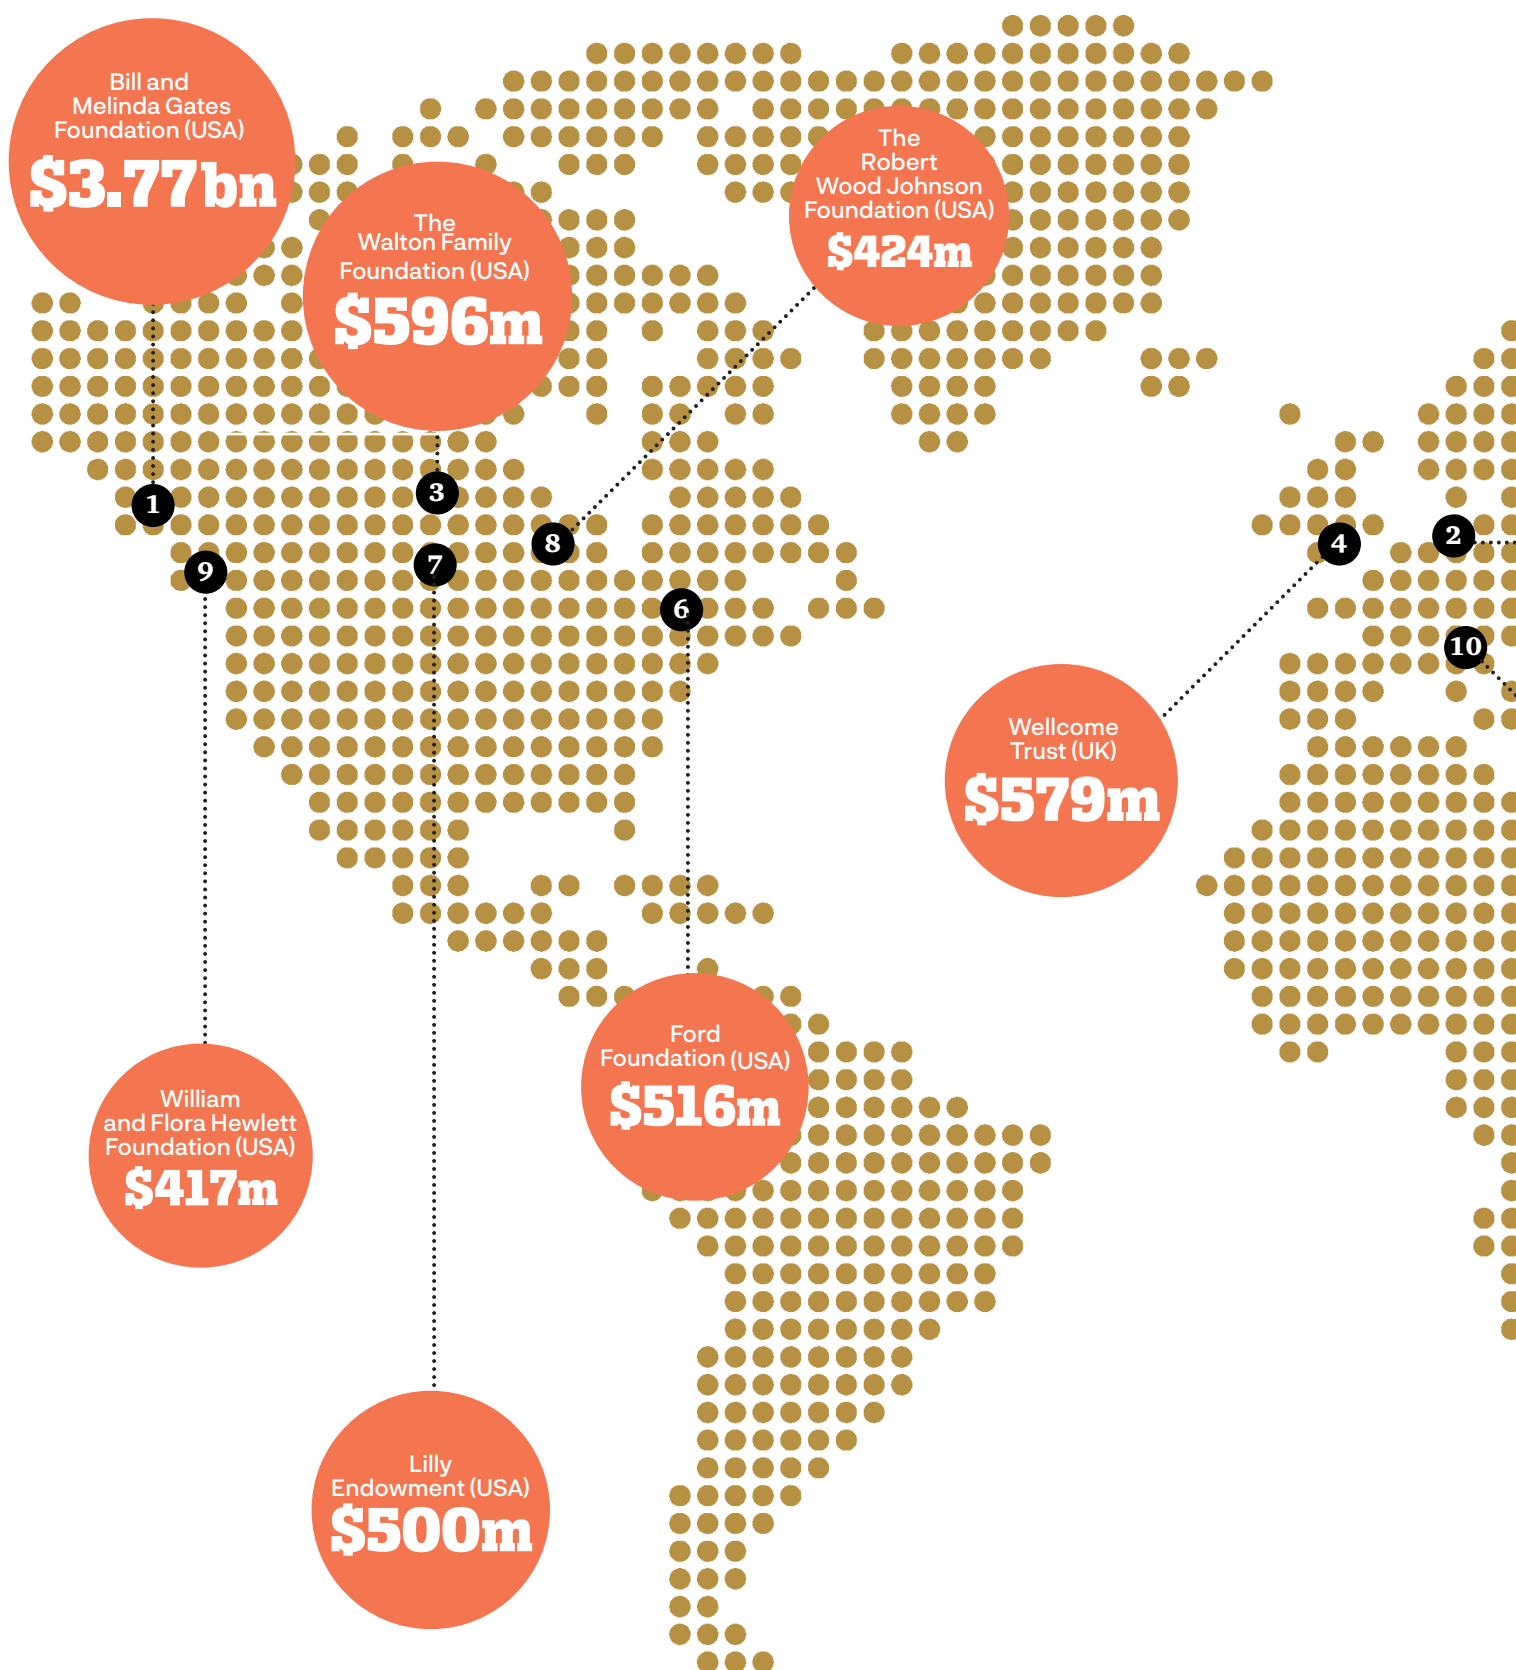 Bill and
Melinda Gates
Foundation (USA)
$3.77bn
The
Walton Family
Foundation (USA)
$596m
The
Robert
Wood Johnson
Foundation (USA)
$424m
1
3
8
9
7
6
4
2
10
Wellcome
Trust (UK)
$579m
Ford
Foundation (USA)
$516m
William
and Flora Hewlett
Foundation (USA)
$417m
Lilly
Endowment (USA)
$500m